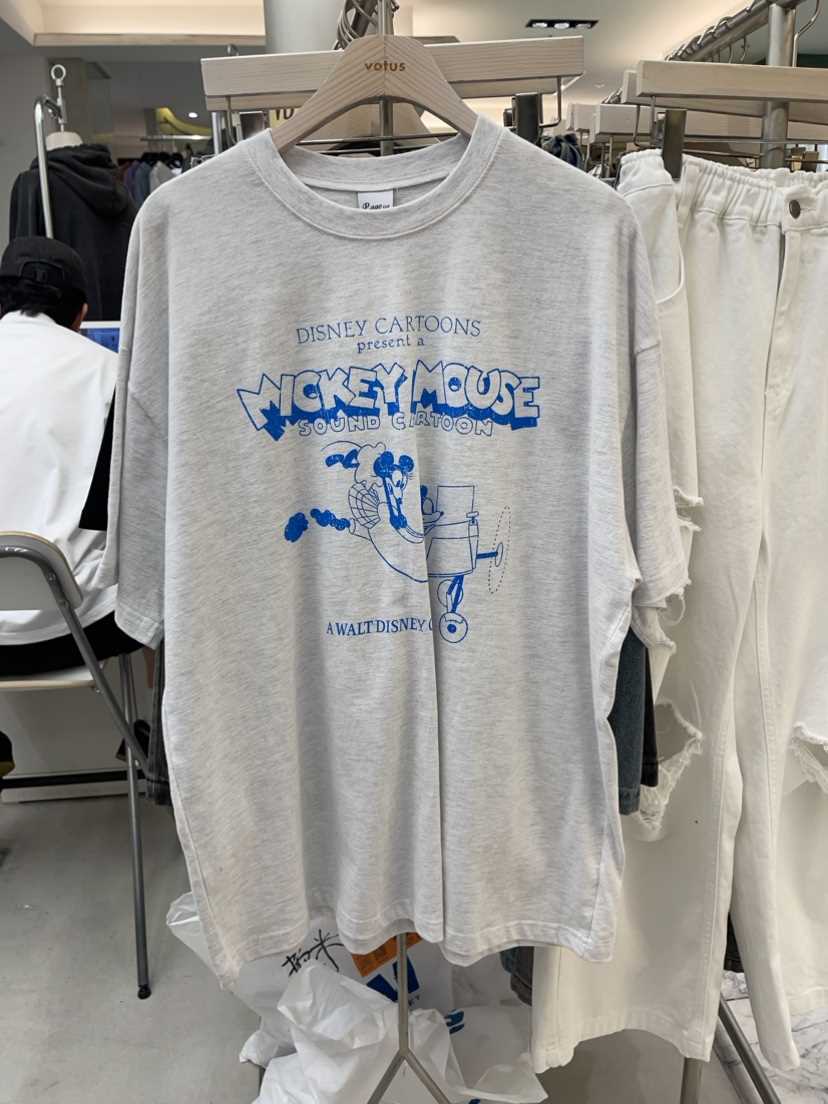 votus
DISNEY CARTOONS
present a
MICKEY MOUSE
SOUND CARTOON
A WALT DISNEY